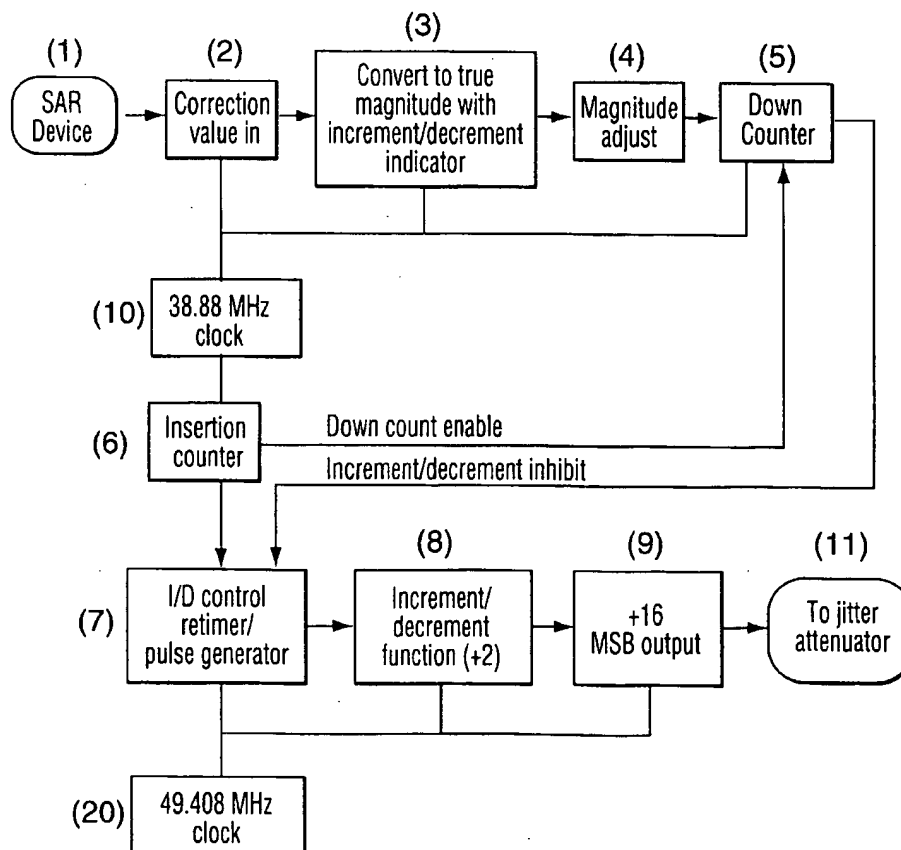 (1)
SAR
Device
(2)
Correction
value in
(3)
Convert to true
magnitude with
increment/decrement
indicator
(4)
Magnitude
adjust
(5)
Down
Counter
(10)
38.88 MHz
clock
(6)
Insertion
counter
Down count enable
Increment/decrement inhibit
(7)
I/D control
retimer/
pulse generator
(8)
Increment/
decrement
function (+2)
(9)
+16
MSB output
(11)
To jitter
attenuator
(20)
49.408 MHz
clock